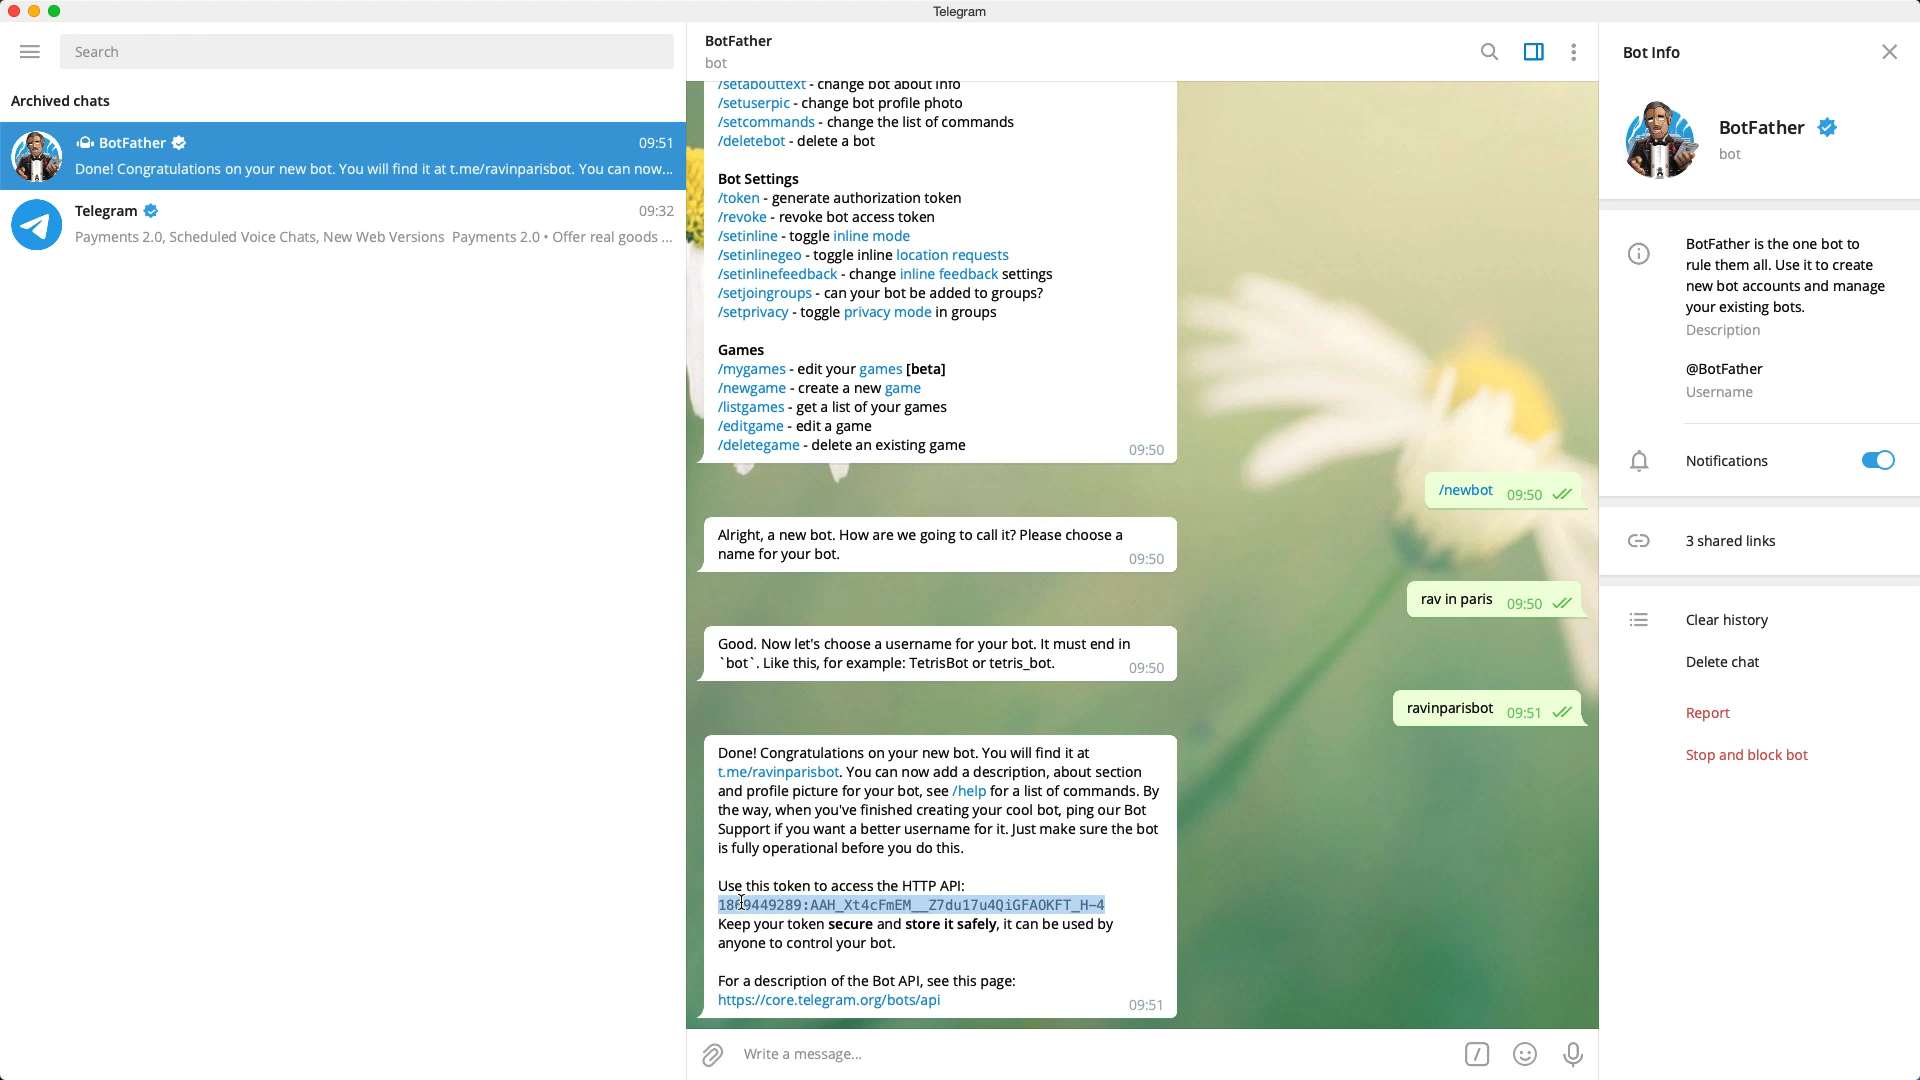 Telegram
Search
Archived chats
BotFather
09:51
Done! Congratulations on your new bot. You will find it at t.me/ravinparisbot. You can now...
Telegram
09:32
Payments 2.0, Scheduled Voice Chats, New Web Versions Payments 2.0 • Offer real goods ...
BotFather
bot
/setabouttext - change bot about info
/setuserpic - change bot profile photo
/setcommands - change the list of commands
/deletebot - delete a bot
Bot Settings
/token - generate authorization token
/revoke - revoke bot access token
/setinline - toggle inline mode
/setinlinegeo - toggle inline location requests
/setinlinefeedback - change inline feedback settings
/setjoingroups - can your bot be added to groups?
/setprivacy - toggle privacy mode in groups
Games
/mygames - edit your games [beta]
/newgame - create a new game
/listgames - get a list of your games
/editgame - edit a game
/deletegame - delete an existing game
09:50
/newbot 09:50
Alright, a new bot. How are we going to call it? Please choose a
name for your bot.
09:50
rav in paris 09:50
Good. Now let's choose a username for your bot. It must end in
`bot`. Like this, for example: TetrisBot or tetris_bot.
09:50
ravinparisbot 09:51
Done! Congratulations on your new bot. You will find it at
t.me/ravinparisbot. You can now add a description, about section
and profile picture for your bot, see /help for a list of commands. By
the way, when you've finished creating your cool bot, ping our Bot
Support if you want a better username for it. Just make sure the bot
is fully operational before you do this.
Use this token to access the HTTP API:
Keep your token secure and store it safely, it can be used by
anyone to control your bot.
For a description of the Bot API, see this page:
https://core.telegram.org/bots/api
09:51
Write a message...
Bot Info
BotFather
bot
BotFather is the one bot to
rule them all. Use it to create
new bot accounts and manage
your existing bots.
Description
@BotFather
Username
Notifications
3 shared links
Clear history
Delete chat
Report
Stop and block bot